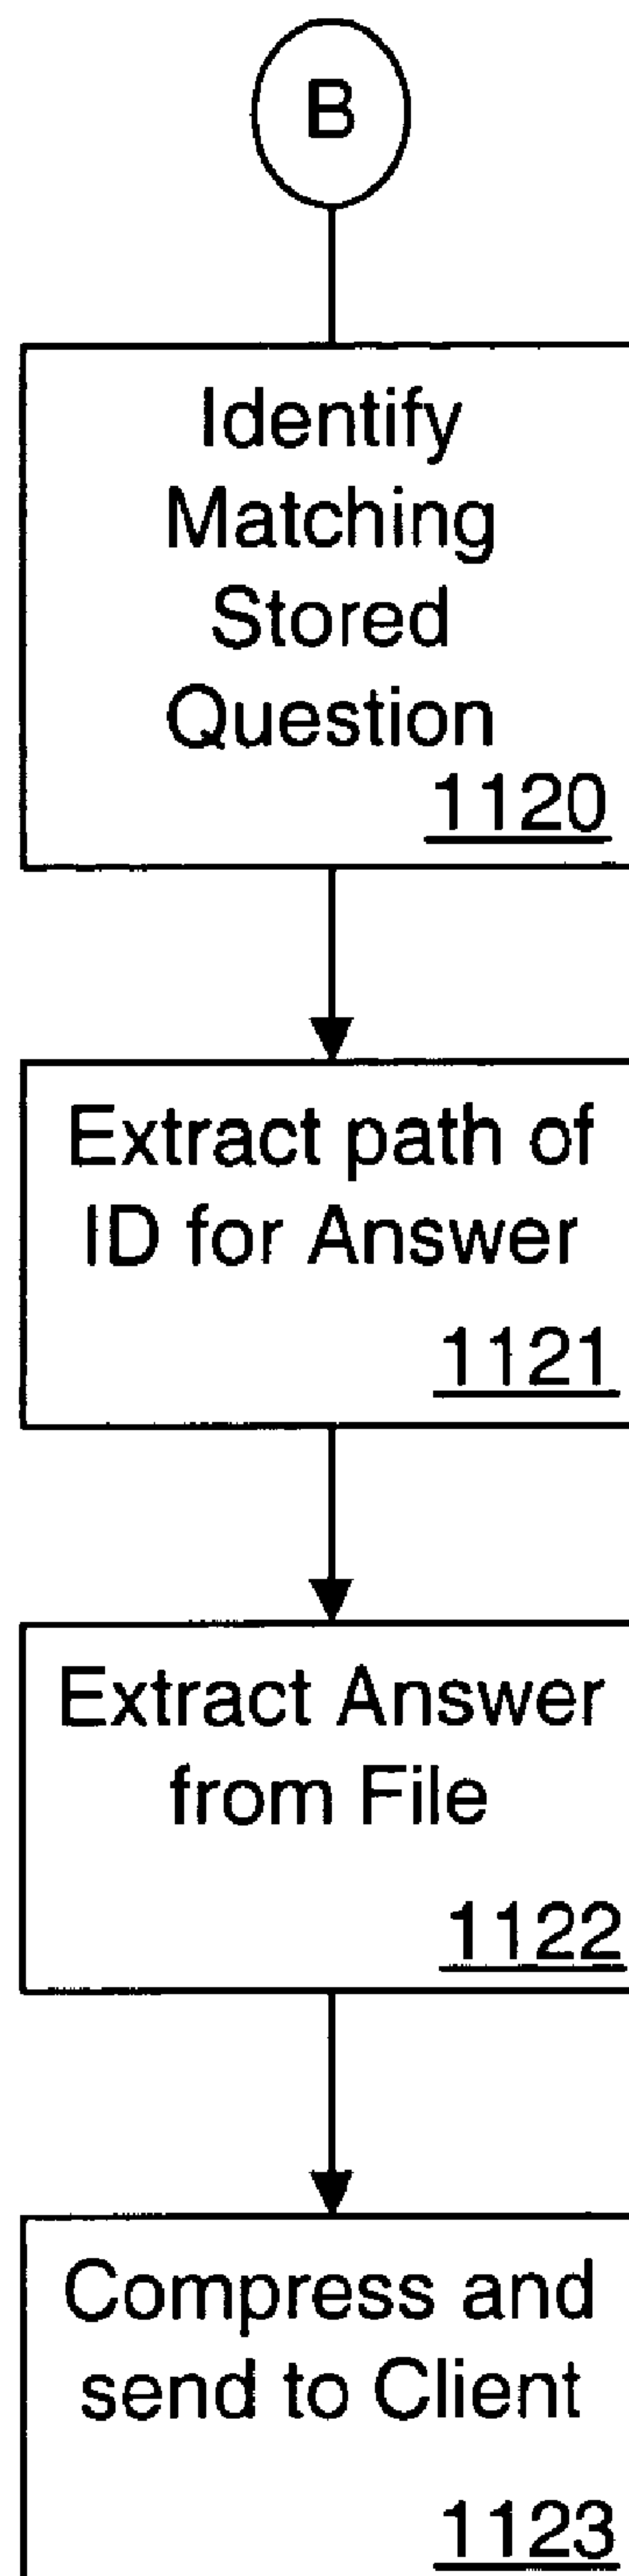 B
Identify
Matching
Stored
Question
1120
Extract path of
ID for Answer
1121
Extract Answer
from File
1122
Compress and
send to Client
1123